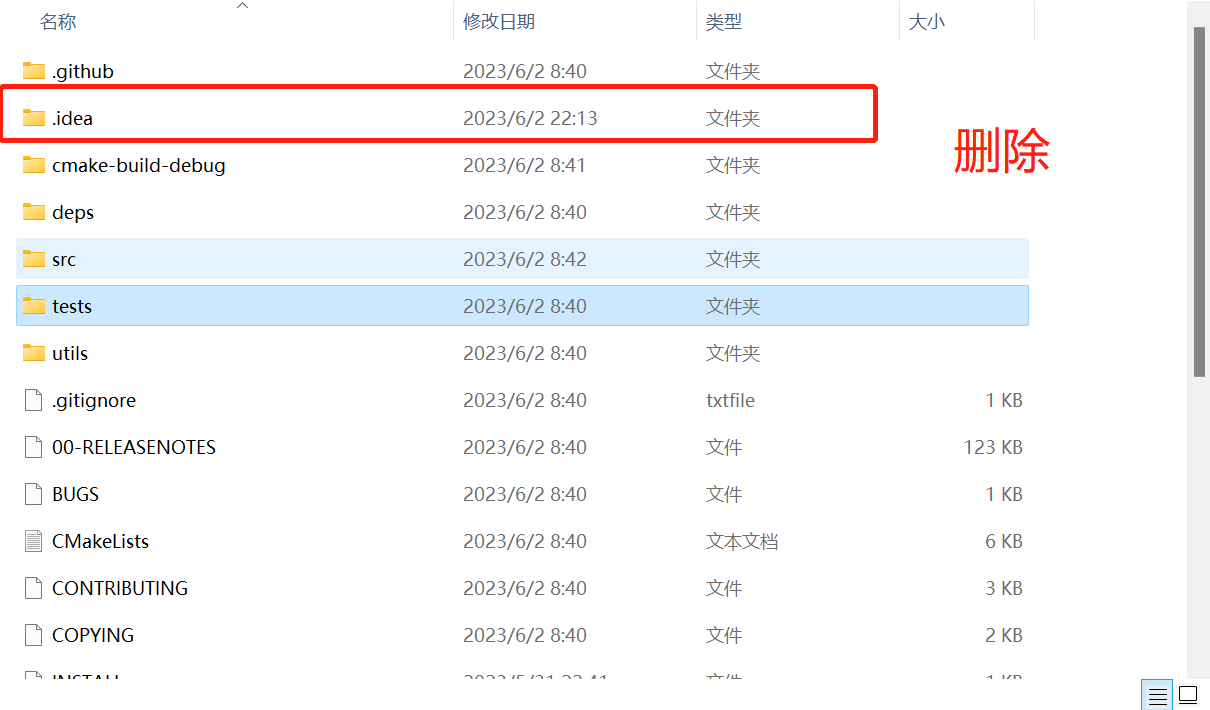 名称 修改日期 类型 大小
.github 2023/6/2 8:40 文件夹
.idea 2023/6/2 22:13 文件夹
删除
cmake-build-debug 2023/6/2 8:41 文件夹
deps 2023/6/2 8:40 文件夹
src 2023/6/2 8:42 文件夹
tests 2023/6/2 8:40 文件夹
utils 2023/6/2 8:40 文件夹
.gitignore 2023/6/2 8:40 txtfile 1 KB
00-RELEASENOTES 2023/6/2 8:40 文件 123 KB
BUGS 2023/6/2 8:40 文件 1 KB
CMakeLists 2023/6/2 8:40 文本文档 6 KB
CONTRIBUTING 2023/6/2 8:40 文件 3 KB
COPYING 2023/6/2 8:40 文件 2 KB